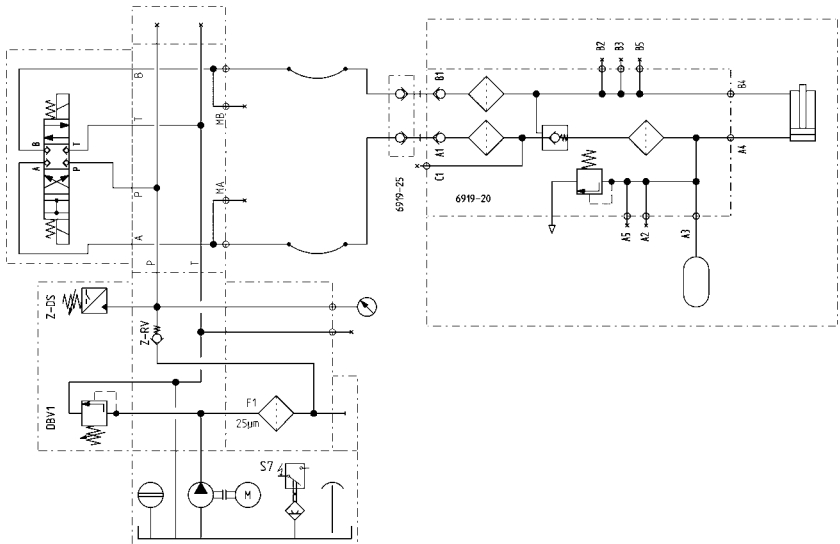 B
T
P
A
MB
MA
B
A
T
P
P
T
Z-DS
Z-RV
DBV1
F1
25µm
S7
M
6919-25
B1
A1
C1
6919-20
B2
B3
B5
B4
A4
A5
A2
A3